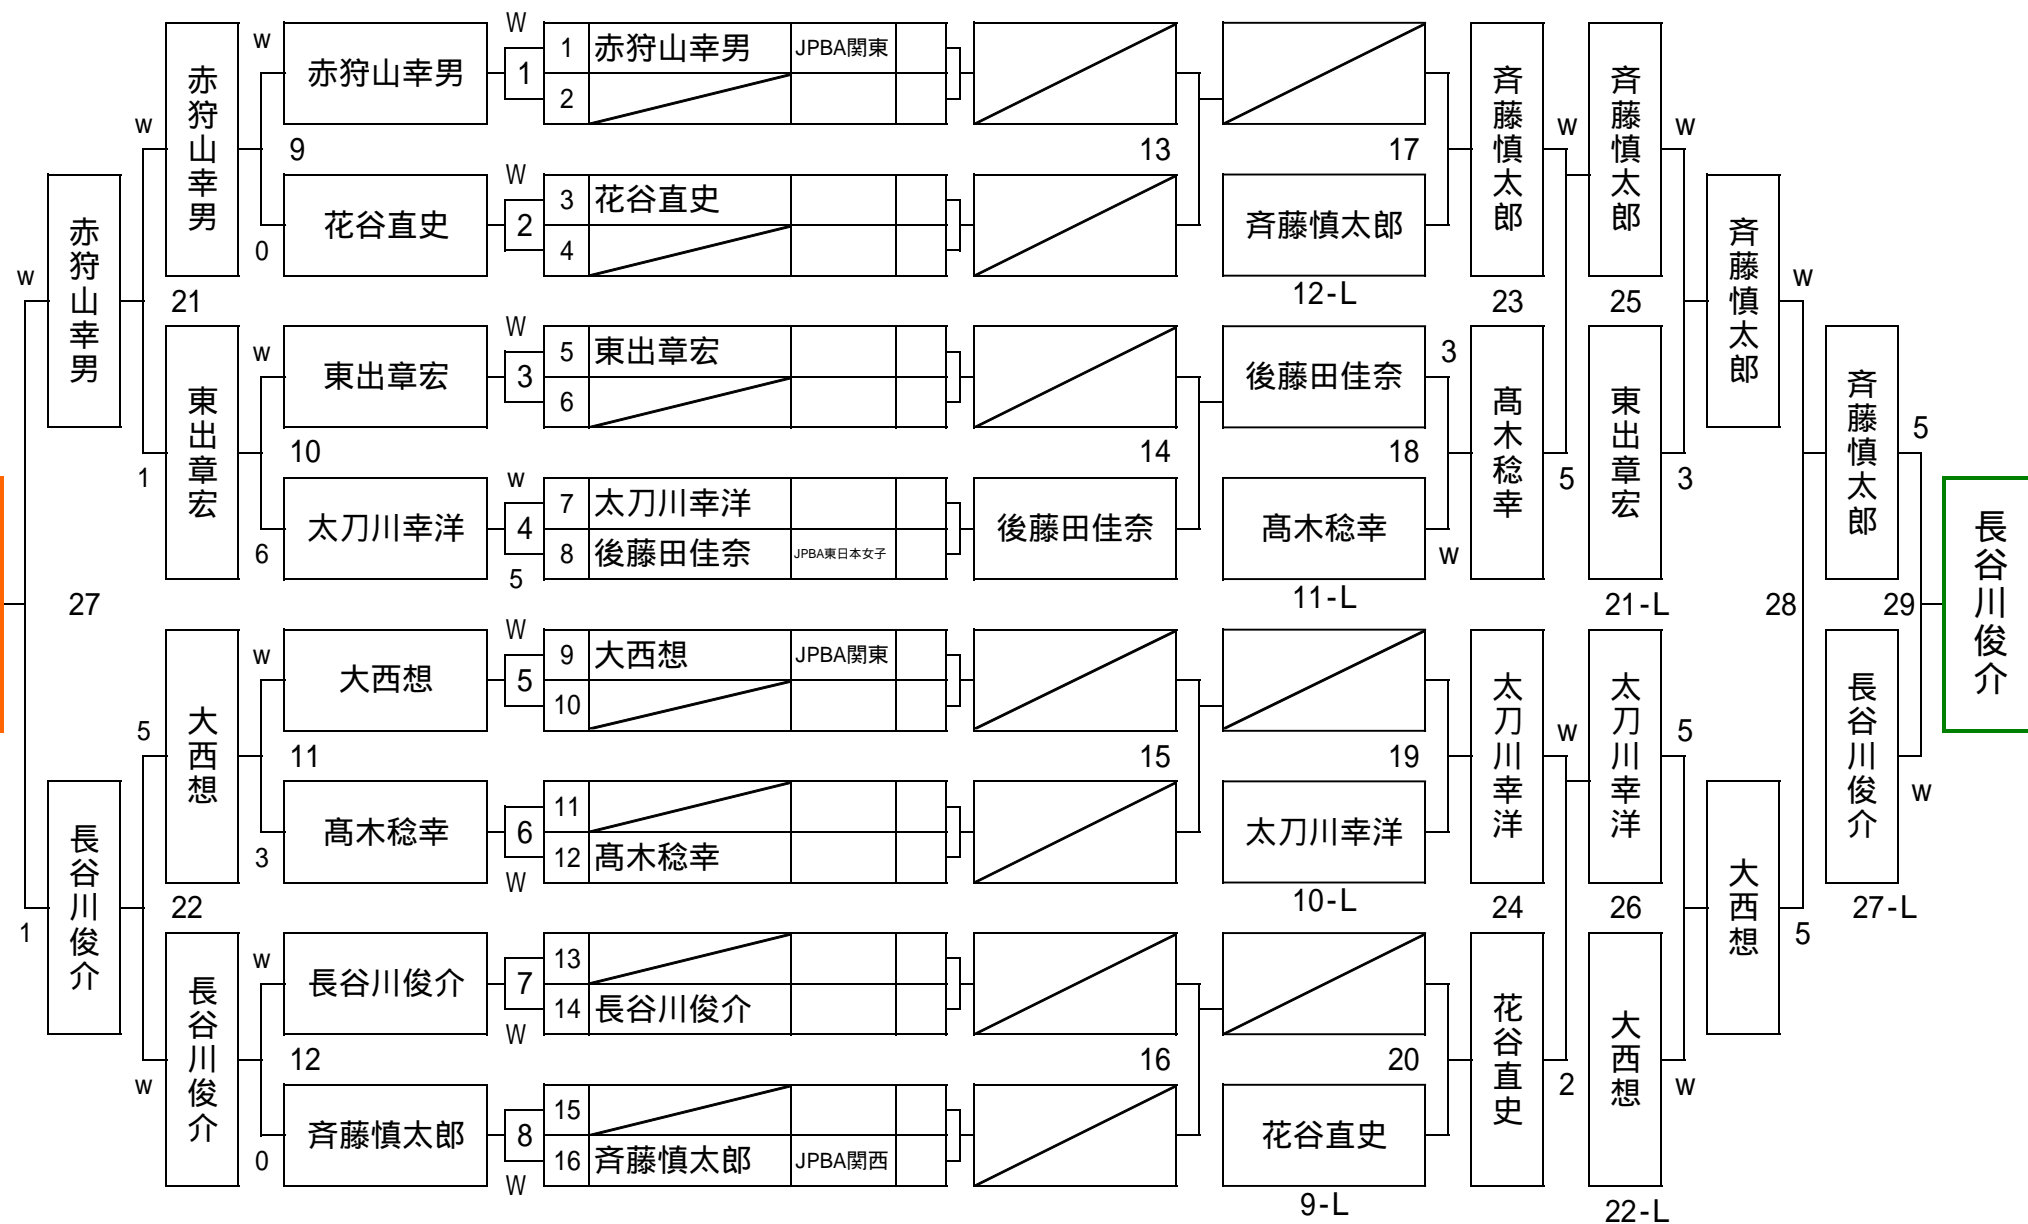 W
1 赤狩山幸男 JPBA関東
赤狩山幸男
w
1
2
赤狩山幸男
w
9
13
17
斉藤慎太郎
w
斉藤慎太郎
w
W
3 花谷直史
花谷直史
2
4
0
斉藤慎太郎
12-L
赤狩山幸男
w
21
23
25
斉藤慎太郎
w
W
5 東出章宏
東出章宏
w
3
6
後藤田佳奈
3
東出章宏
1
10
14
18
髙木稔幸
5
東出章宏
3
斉藤慎太郎
5
w
7 太刀川幸洋
太刀川幸洋
6
4
8 後藤田佳奈 JPBA東日本女子
5
後藤田佳奈
髙木稔幸
w
11-L
21-L
27
28
29
長谷川俊介
W
9 大西想 JPBA関東
大西想
w
5
10
大西想
5
11
15
19
太刀川幸洋
w
太刀川幸洋
5
長谷川俊介
w
27-L
11
髙木稔幸
3
6
12 髙木稔幸
W
太刀川幸洋
10-L
22
24
26
大西想
5
長谷川俊介
1
13
長谷川俊介
w
7
14 長谷川俊介
W
長谷川俊介
w
12
16
20
花谷直史
2
大西想
w
15
斉藤慎太郎
0
8
16 斉藤慎太郎 JPBA関西
W
花谷直史
9-L
22-L